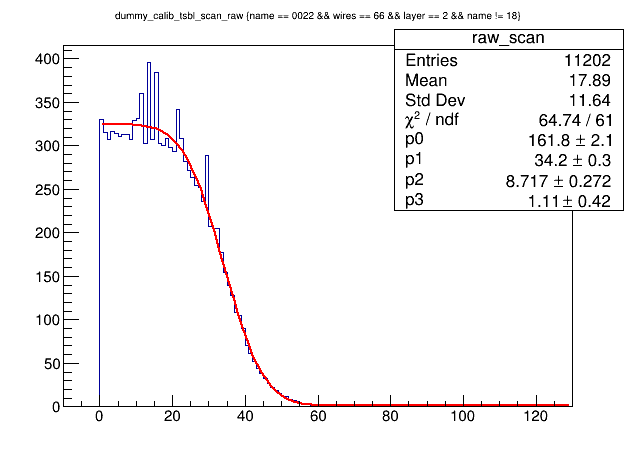 dummy_calib_tsbl_scan_raw {name == 0022 && wires == 66 && layer == 2 && name != 18}
raw_scan
Entries 11202
Mean 17.89
Std Dev 11.64
χ² / ndf 64.74 / 61
p0 161.8 ± 2.1
p1 34.2 ± 0.3
p2 8.717 ± 0.272
p3 1.11 ± 0.42
400
350
300
250
200
150
100
50
0
0 20 40 60 80 100 120